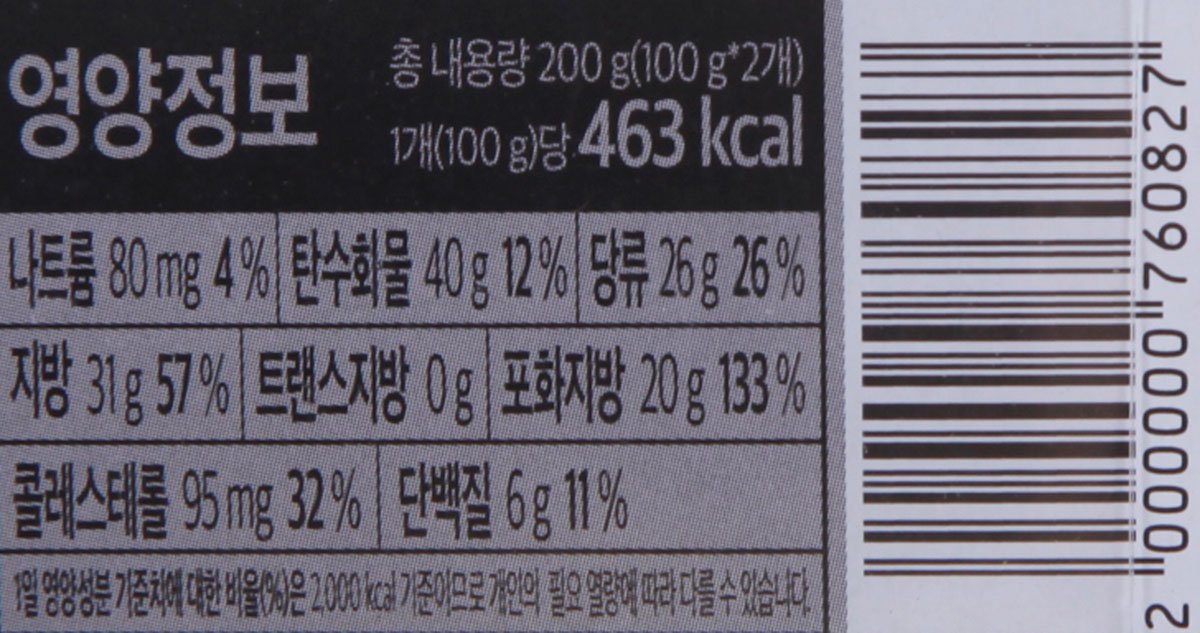 영양정보
총 내용량 200 g(100 g*2개)
1개(100 g)당 463 kcal
나트륨 80 mg 4% 탄수화물 40 g 12% 당류 26 g 26%
지방 31 g 57% 트랜스지방 0 g 포화지방 20 g 133%
콜레스테롤 95 mg 32% 단백질 6 g 11%
1일 영양성분 기준치에 대한 비율(%)은 2,000 kcal 기준이므로 개인의 필요 열량에 따라 다를 수 있습니다.
2 000000 760827